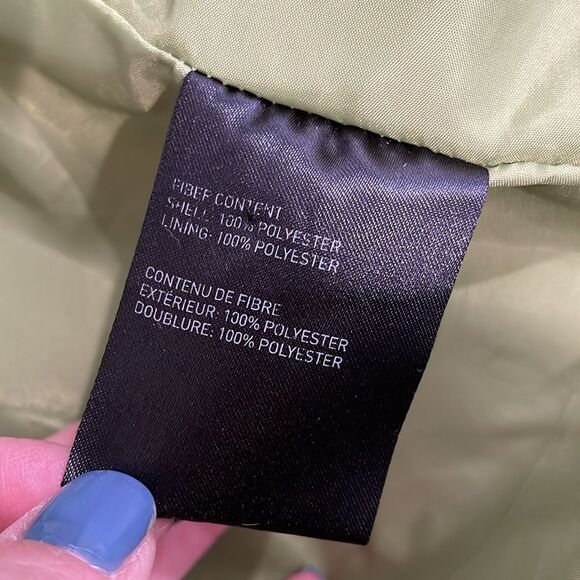 FIBER CONTENT
SHELL: 100% POLYESTER
LINING: 100% POLYESTER
CONTENU DE FIBRE
EXTÉRIEUR: 100% POLYESTER
DOUBLURE: 100% POLYESTER